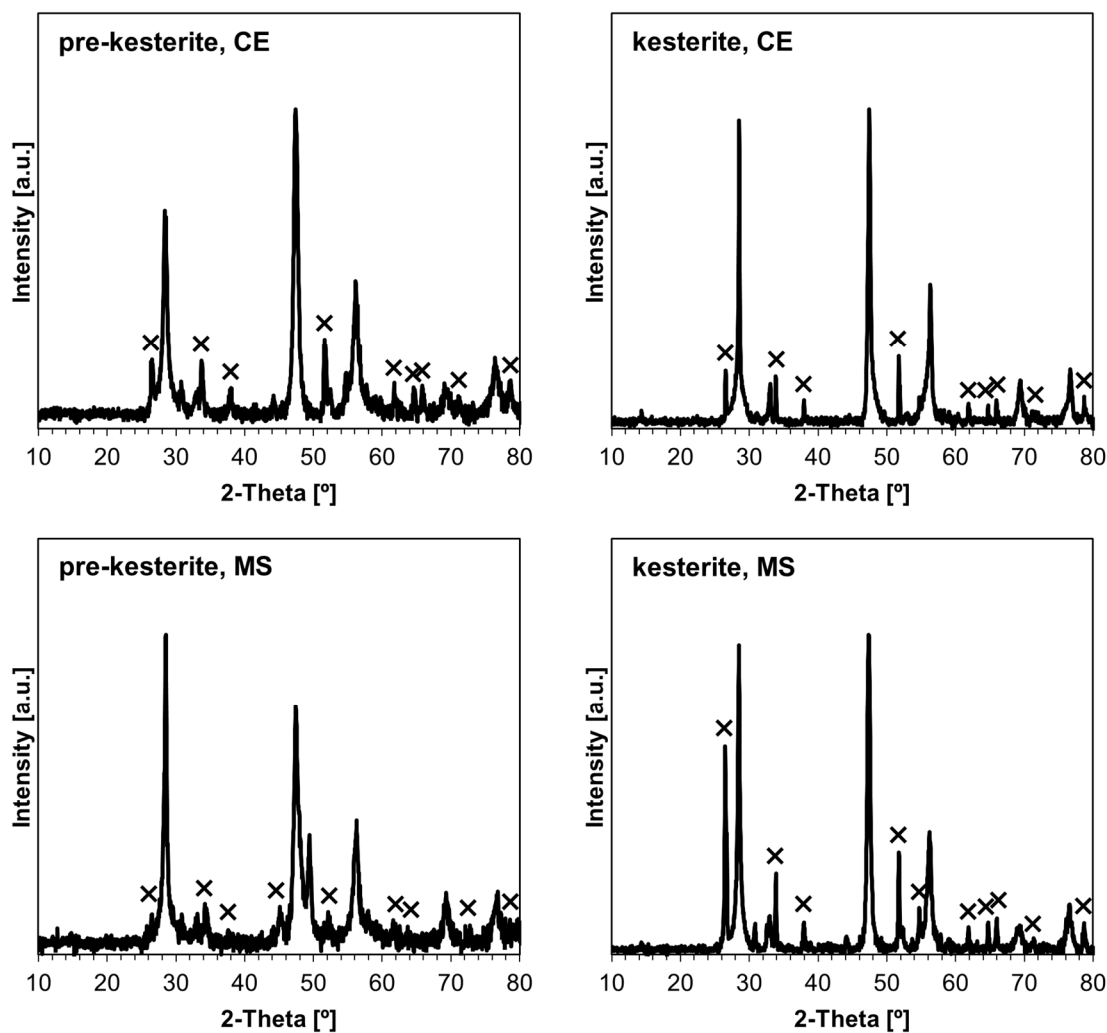 pre-kesterite, CE
Intensity [a.u.]
× × × × × × × × ×
10 20 30 40 50 60 70 80
2-Theta [º]
kesterite, CE
Intensity [a.u.]
× × × × × × × × ×
10 20 30 40 50 60 70 80
2-Theta [º]
pre-kesterite, MS
Intensity [a.u.]
× × × × × × × × ×
10 20 30 40 50 60 70 80
2-Theta [º]
kesterite, MS
Intensity [a.u.]
× × × × × × × × × ×
10 20 30 40 50 60 70 80
2-Theta [º]